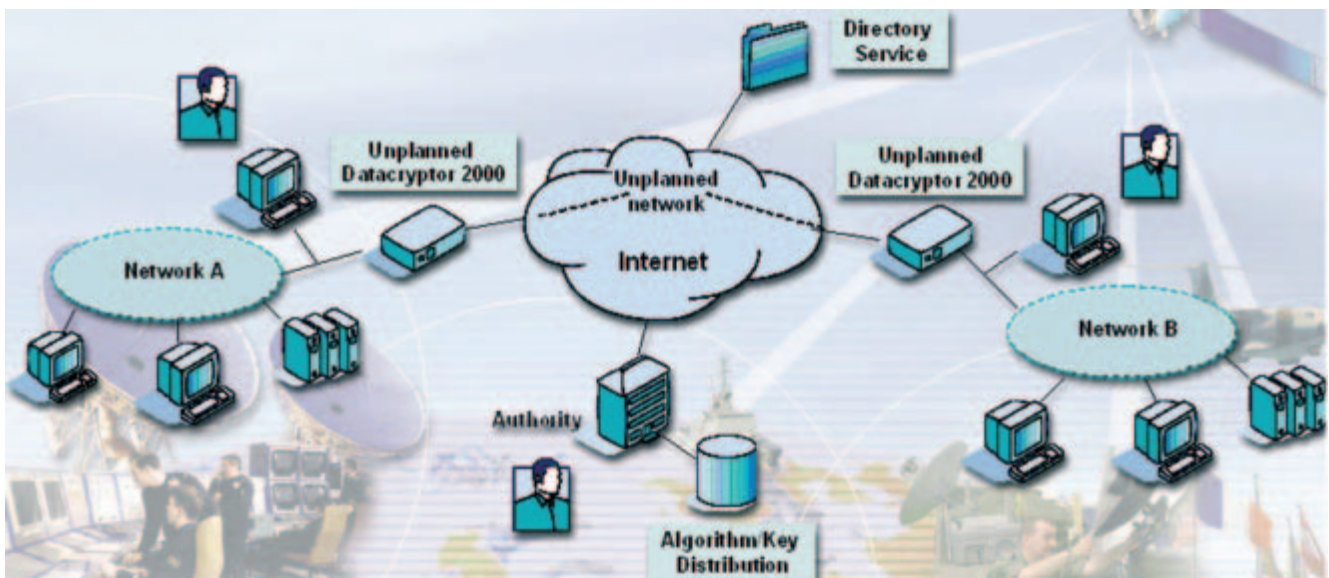 Directory
Service
Unplanned
Datacryptor 2000
Unplanned
network
Internet
Unplanned
Datacryptor 2000
Network A
Network B
Authority
Algorithm/Key
Distribution